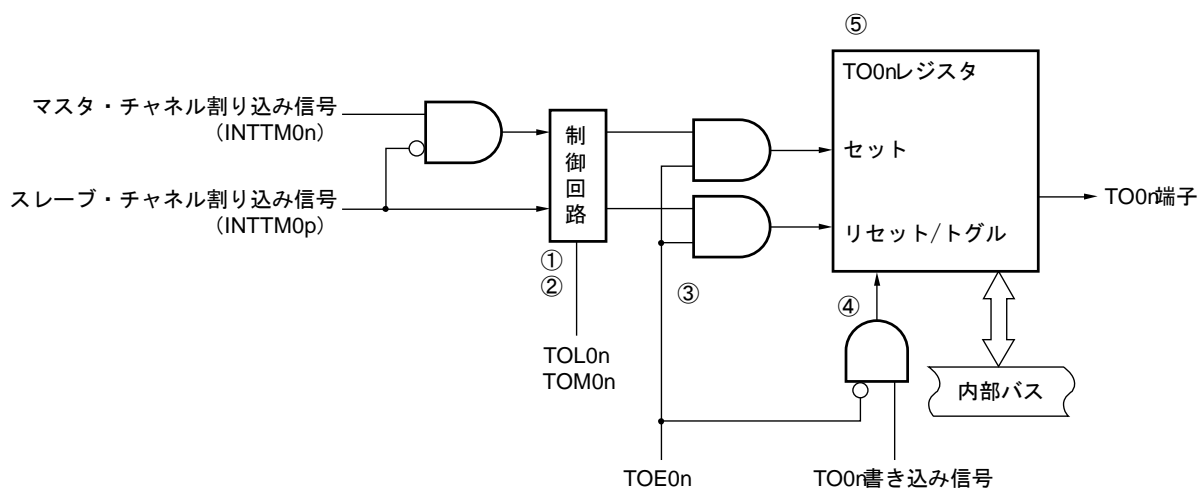 ⑤
TO0nレジスタ
マスタ・チャネル割り込み信号
（INTTM0n）
制御回路
セット
スレーブ・チャネル割り込み信号
（INTTM0p）
TO0n端子
リセット/トグル
①
②
③
④
TOL0n
TOM0n
内部バス
TOE0n
TO0n書き込み信号